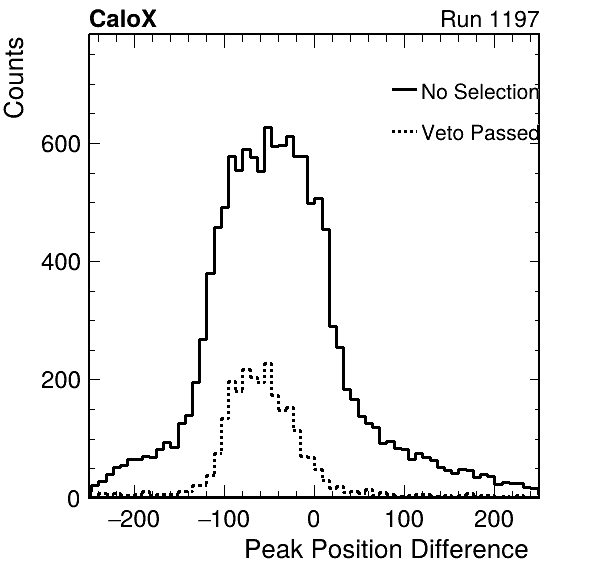 CaloX Run 1197
Counts
No Selection
Veto Passed
600
400
200
0
−200 −100 0 100 200
Peak Position Difference